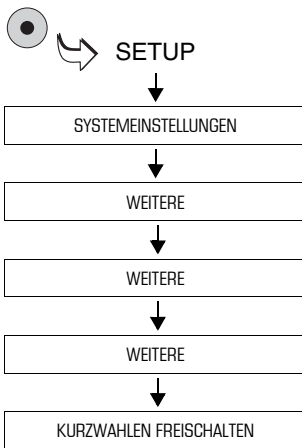 SETUP
SYSTEMEINSTELLUNGEN
WEITERE
WEITERE
WEITERE
KURZWAHLEN FREISCHALTEN